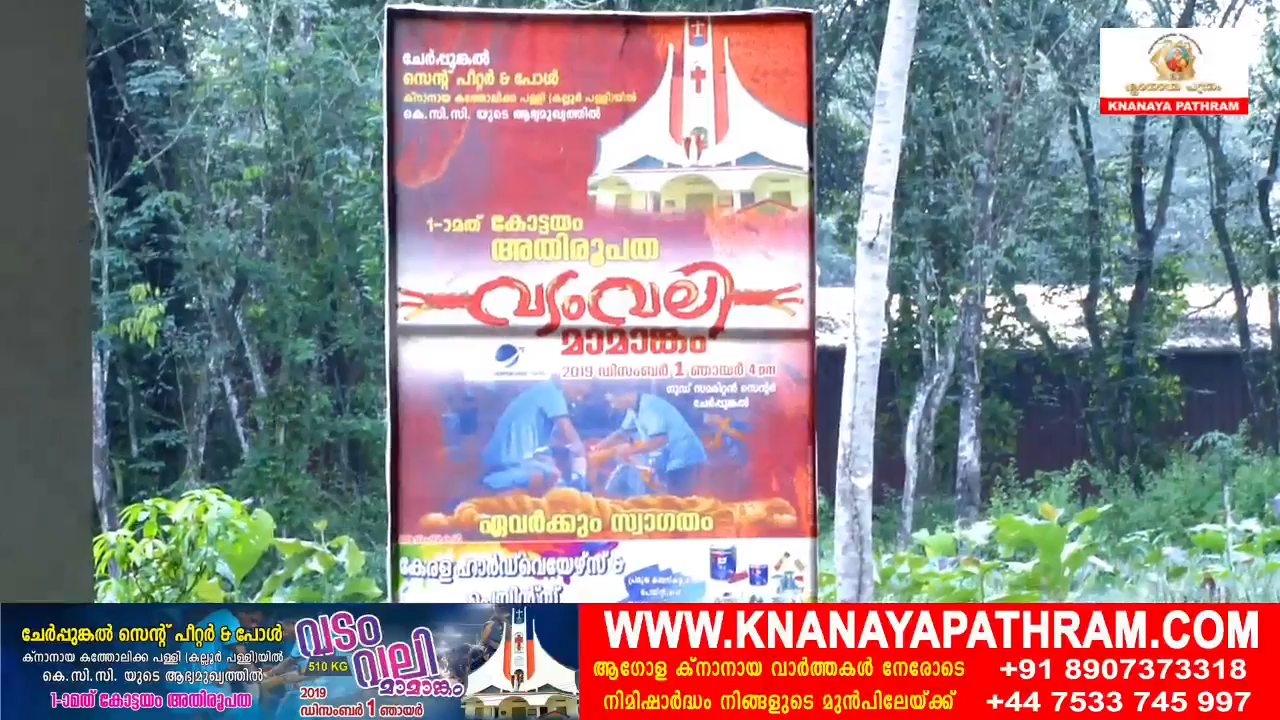 ചേർപ്പുങ്കൽ
സെന്റ് പീറ്റർ & പോൾ
ക്നാനായ കത്തോലിക്ക പള്ളി (കല്ലൂർ പള്ളി)യിൽ
കെ.സി.സി. യുടെ ആഭ്യമുഖ്യത്തിൽ
KNANAYA PATHRAM
1-ാമത് കോട്ടയം
അതിരൂപത
വടംവലി
മാമാങ്കം
2019 ഡിസംബർ 1 ഞായർ 4 pm
ഗുഡ് സമരിറ്റൻ സെന്റർ
ചേർപ്പുങ്കൽ
ഏവർക്കും സ്വാഗതം
കേരള ഹാർഡ്‌വെയേഴ്സ് &
ചേർപ്പുങ്കൽ സെന്റ് പീറ്റർ & പോൾ
ക്നാനായ കത്തോലിക്ക പള്ളി (കല്ലൂർ പള്ളി)യിൽ
കെ.സി.സി. യുടെ ആഭ്യമുഖ്യത്തിൽ
1-ാമത് കോട്ടയം അതിരൂപത
വടം
510 KG
വലി
മാമാങ്കം
2019
ഡിസംബർ 1 ഞായർ
WWW.KNANAYAPATHRAM.COM
ആഗോള ക്നാനായ വാർത്തകൾ നേരോടെ
നിമിഷാർദ്ധം നിങ്ങളുടെ മുൻപിലേയ്ക്ക്
+91 8907373318
+44 7533 745 997